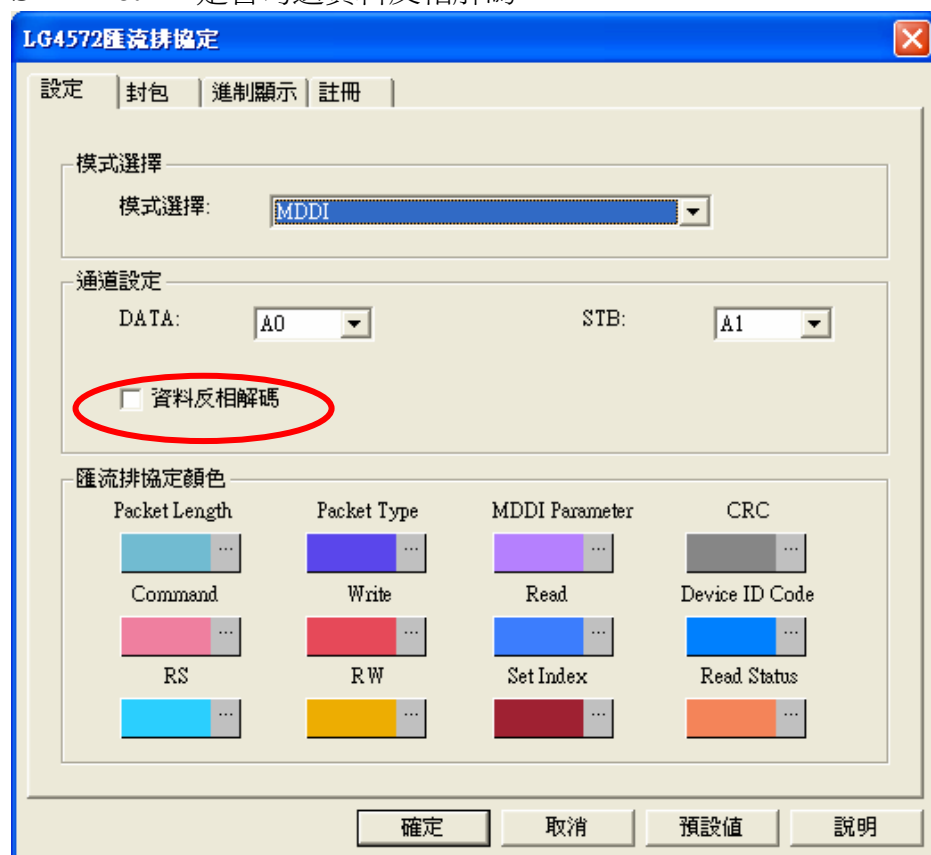 LG4572匯流排協定
設定 封包 進制顯示 註冊
模式選擇
模式選擇: MDDI
通道設定
DATA: A0 STB: A1
資料反相解碼
匯流排協定顏色
Packet Length Packet Type MDDI Parameter CRC
Command Write Read Device ID Code
RS RW Set Index Read Status
確定 取消 預設值 說明